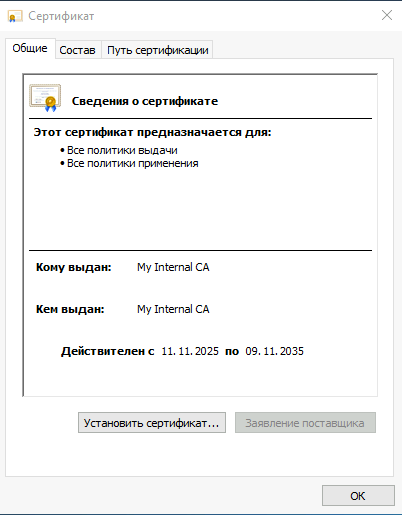 Сертификат
Общие Состав Путь сертификации
Сведения о сертификате
Этот сертификат предназначается для:
• Все политики выдачи
• Все политики применения
Кому выдан: My Internal CA
Кем выдан: My Internal CA
Действителен с 11.11.2025 по 09.11.2035
Установить сертификат... Заявление поставщика
ОК